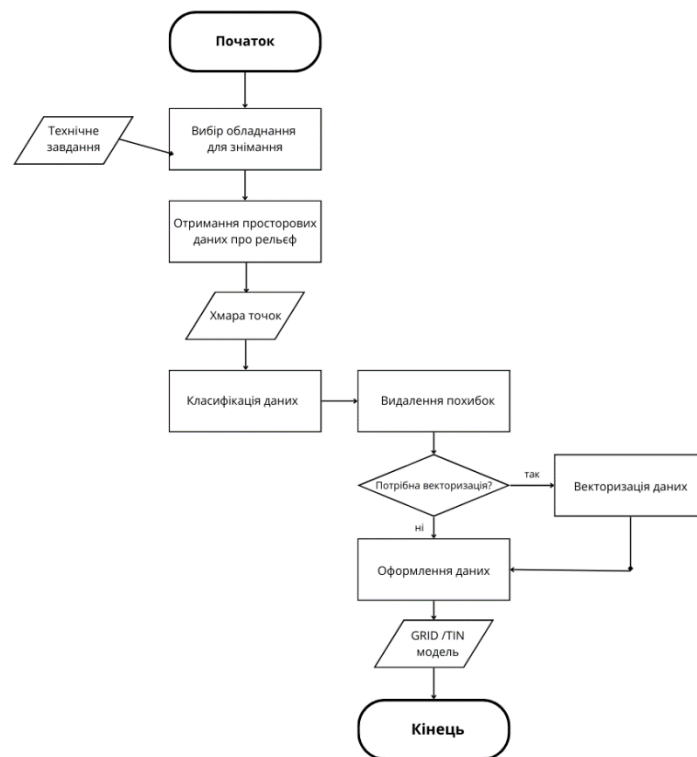 Початок
Технічне
завдання
Вибір обладнання
для знімання
Отримання просторових
даних про рельєф
Хмара точок
Класифікація даних
Видалення похибок
Потрібна векторизація?
так
Векторизація даних
ні
Оформлення даних
GRID /TIN
модель
Кінець